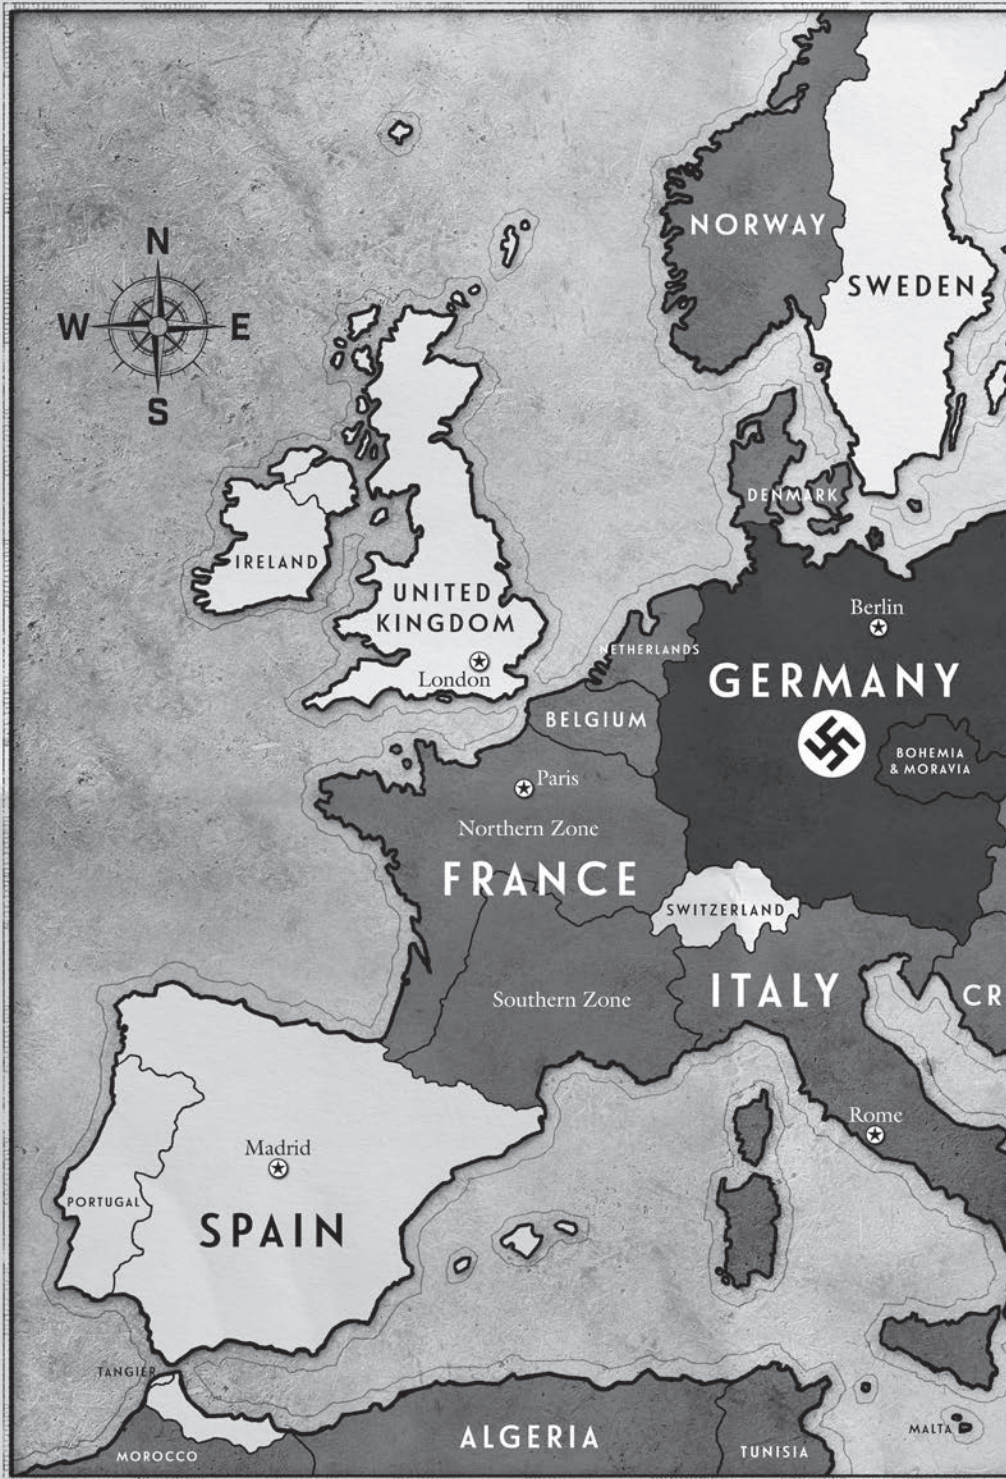 N
W
E
S
NORWAY
SWEDEN
DENMARK
IRELAND
UNITED
KINGDOM
London
NETHERLANDS
Berlin
GERMANY
BELGIUM
BOHEMIA
& MORAVIA
Paris
Northern Zone
FRANCE
SWITZERLAND
Southern Zone
ITALY
CR
Rome
Madrid
PORTUGAL
SPAIN
TANGIER
MOROCCO
ALGERIA
TUNISIA
MALTA